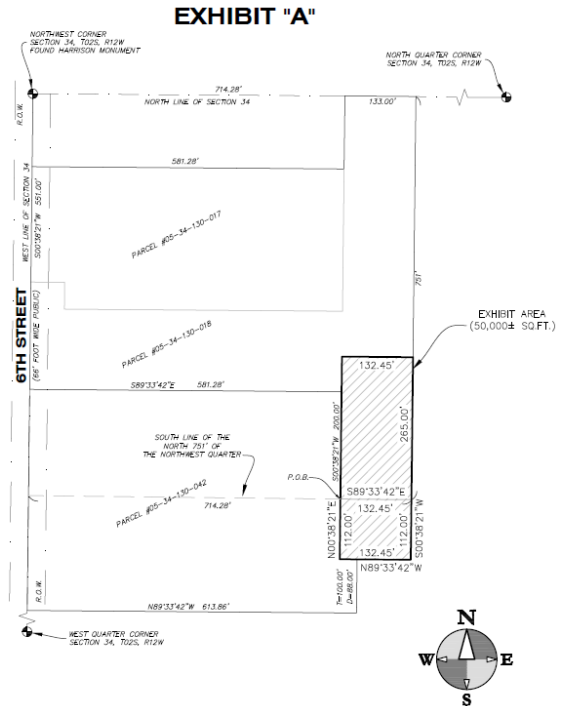 EXHIBIT "A"
NORTHWEST CORNER
SECTION 34, T02S, R12W
FOUND HARRISON MONUMENT
NORTH QUARTER CORNER
SECTION 34, T02S, R12W
714.28'
NORTH LINE OF SECTION 34
133.00'
R.O.W.
581.28'
WEST LINE OF SECTION 34
S00°38'21"W 551.00'
PARCEL #05-34-130-017
751'
6TH STREET
(66' FOOT WIDE PUBLIC)
EXHIBIT AREA
(50,000± SQ.FT.)
PARCEL #05-34-130-018
132.45'
S89°33'42"E 581.28'
S00°38'21"W 200.00'
265.00'
SOUTH LINE OF THE
NORTH 751' OF
THE NORTHWEST QUARTER
P.O.B.
S89°33'42"E
132.45'
714.28'
PARCEL #05-34-130-042
N00°38'21"E
112.00'
112.00'
S00°38'21"W
132.45'
N89°33'42"W
R.O.W.
T=100.00'
D=88.00'
N89°33'42"W 613.86'
WEST QUARTER CORNER
SECTION 34, T02S, R12W
N
W
E
S